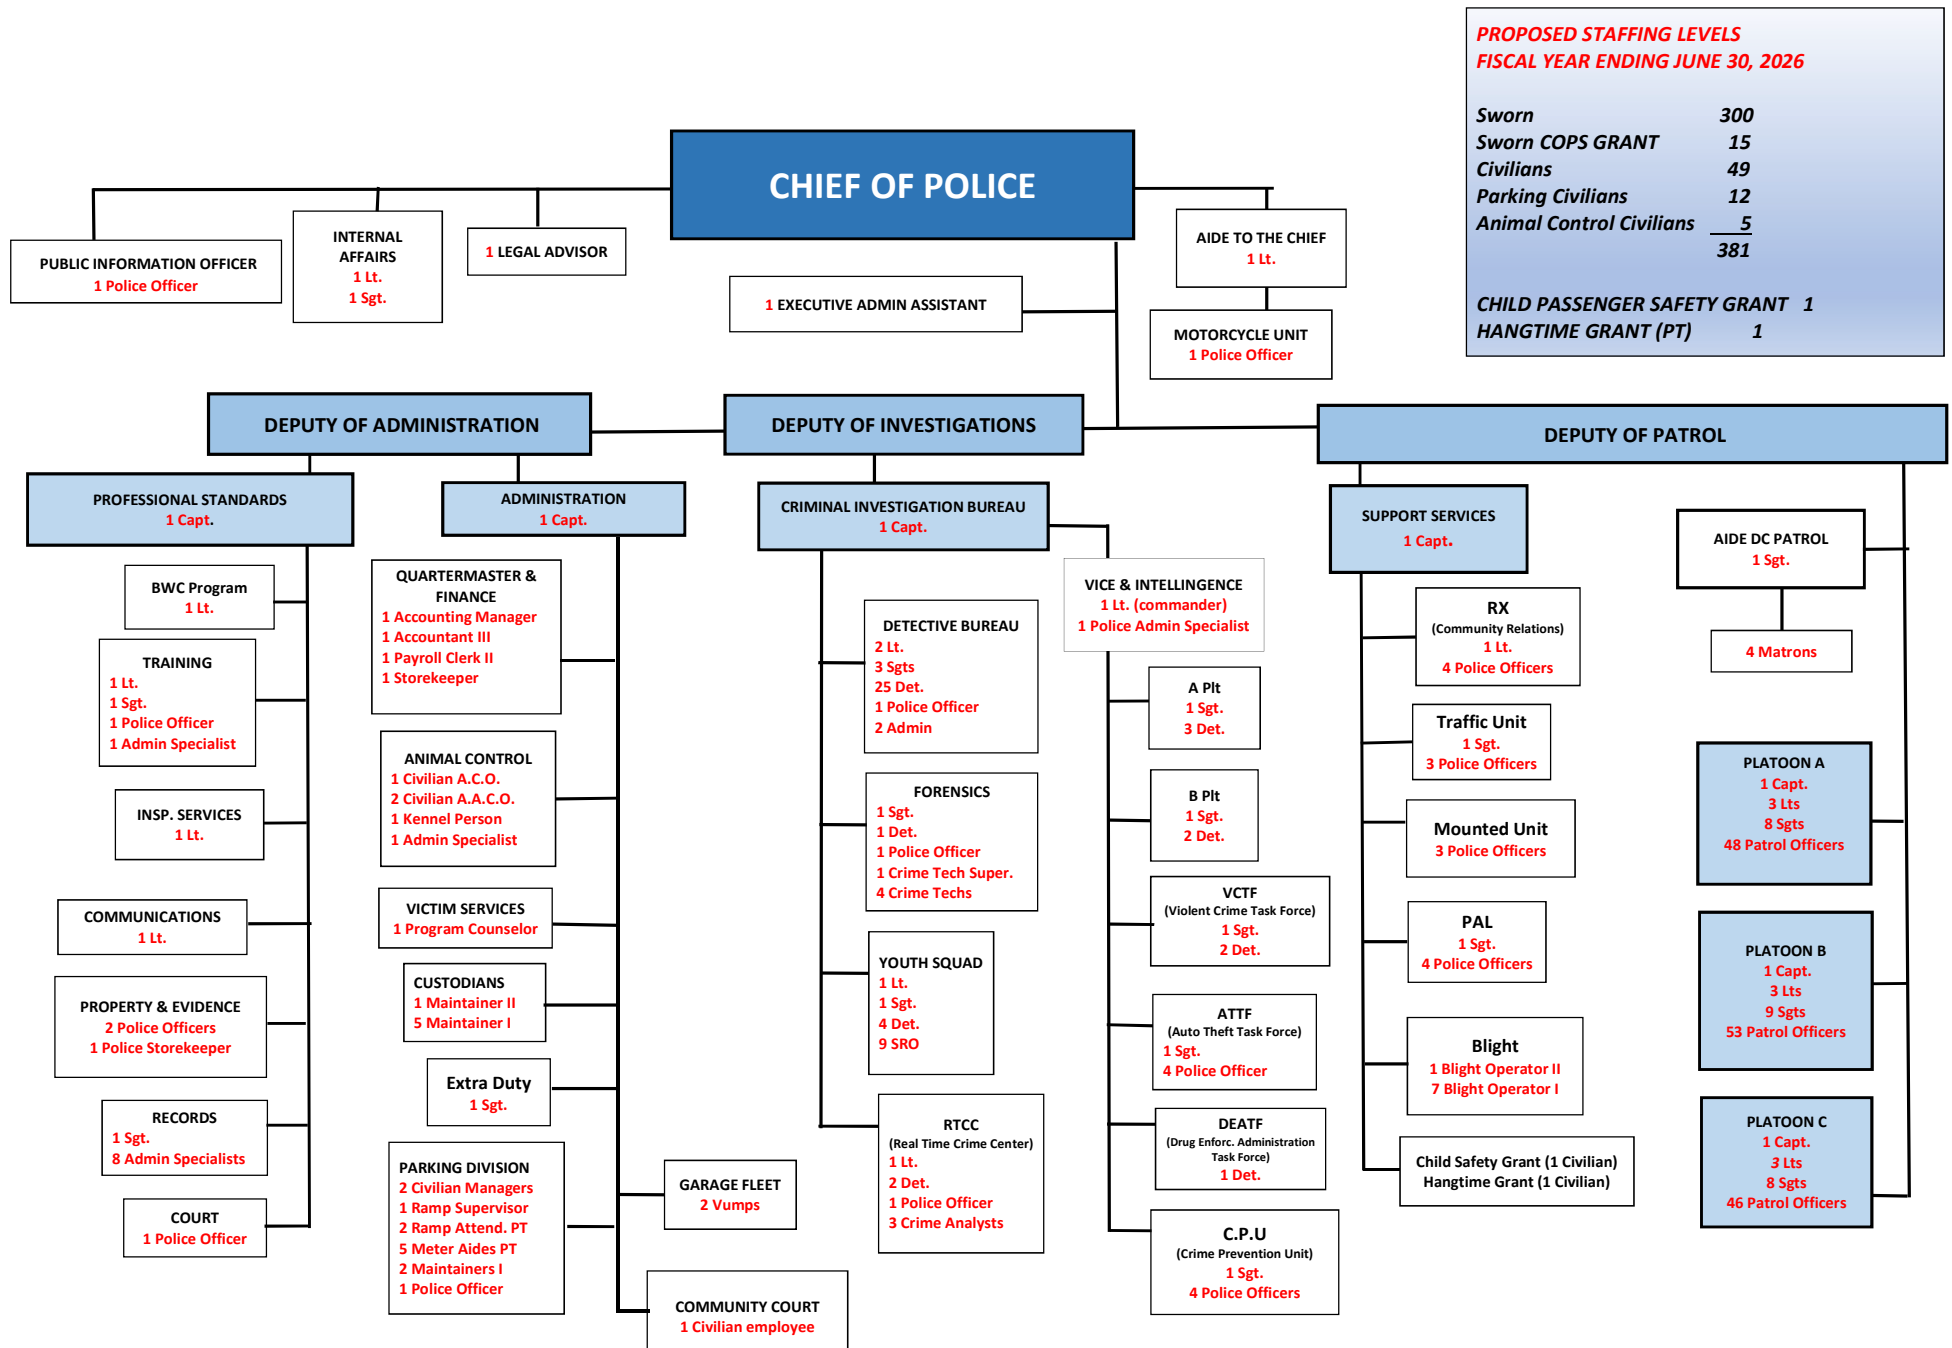 PROPOSED STAFFING LEVELS
FISCAL YEAR ENDING JUNE 30, 2026
Sworn 300
Sworn COPS GRANT 15
Civilians 49
Parking Civilians 12
Animal Control Civilians 5
381
CHILD PASSENGER SAFETY GRANT 1
HANGTIME GRANT (PT) 1
CHIEF OF POLICE
PUBLIC INFORMATION OFFICER
1 Police Officer
INTERNAL
AFFAIRS
1 Lt.
1 Sgt.
1 LEGAL ADVISOR
1 EXECUTIVE ADMIN ASSISTANT
AIDE TO THE CHIEF
1 Lt.
MOTORCYCLE UNIT
1 Police Officer
DEPUTY OF ADMINISTRATION
DEPUTY OF INVESTIGATIONS
DEPUTY OF PATROL
PROFESSIONAL STANDARDS
1 Capt.
BWC Program
1 Lt.
TRAINING
1 Lt.
1 Sgt.
1 Police Officer
1 Admin Specialist
INSP. SERVICES
1 Lt.
COMMUNICATIONS
1 Lt.
PROPERTY & EVIDENCE
2 Police Officers
1 Police Storekeeper
RECORDS
1 Sgt.
8 Admin Specialists
COURT
1 Police Officer
ADMINISTRATION
1 Capt.
QUARTERMASTER &
FINANCE
1 Accounting Manager
1 Accountant III
1 Payroll Clerk II
1 Storekeeper
ANIMAL CONTROL
1 Civilian A.C.O.
2 Civilian A.A.C.O.
1 Kennel Person
1 Admin Specialist
VICTIM SERVICES
1 Program Counselor
CUSTODIANS
1 Maintainer II
5 Maintainer I
Extra Duty
1 Sgt.
PARKING DIVISION
2 Civilian Managers
1 Ramp Supervisor
2 Ramp Attend. PT
5 Meter Aides PT
2 Maintainers I
1 Police Officer
GARAGE FLEET
2 Vumps
COMMUNITY COURT
1 Civilian employee
CRIMINAL INVESTIGATION BUREAU
1 Capt.
DETECTIVE BUREAU
2 Lt.
3 Sgts
25 Det.
1 Police Officer
2 Admin
FORENSICS
1 Sgt.
1 Det.
1 Police Officer
1 Crime Tech Super.
4 Crime Techs
YOUTH SQUAD
1 Lt.
1 Sgt.
4 Det.
9 SRO
RTCC
(Real Time Crime Center)
1 Lt.
2 Det.
1 Police Officer
3 Crime Analysts
VICE & INTELLINGENCE
1 Lt. (commander)
1 Police Admin Specialist
A Plt
1 Sgt.
3 Det.
B Plt
1 Sgt.
2 Det.
VCTF
(Violent Crime Task Force)
1 Sgt.
2 Det.
ATTF
(Auto Theft Task Force)
1 Sgt.
4 Police Officer
DEATF
(Drug Enforc. Administration
Task Force)
1 Det.
C.P.U
(Crime Prevention Unit)
1 Sgt.
4 Police Officers
SUPPORT SERVICES
1 Capt.
RX
(Community Relations)
1 Lt.
4 Police Officers
Traffic Unit
1 Sgt.
3 Police Officers
Mounted Unit
3 Police Officers
PAL
1 Sgt.
4 Police Officers
Blight
1 Blight Operator II
7 Blight Operator I
Child Safety Grant (1 Civilian)
Hangtime Grant (1 Civilian)
AIDE DC PATROL
1 Sgt.
4 Matrons
PLATOON A
1 Capt.
3 Lts
8 Sgts
48 Patrol Officers
PLATOON B
1 Capt.
3 Lts
9 Sgts
53 Patrol Officers
PLATOON C
1 Capt.
3 Lts
8 Sgts
46 Patrol Officers